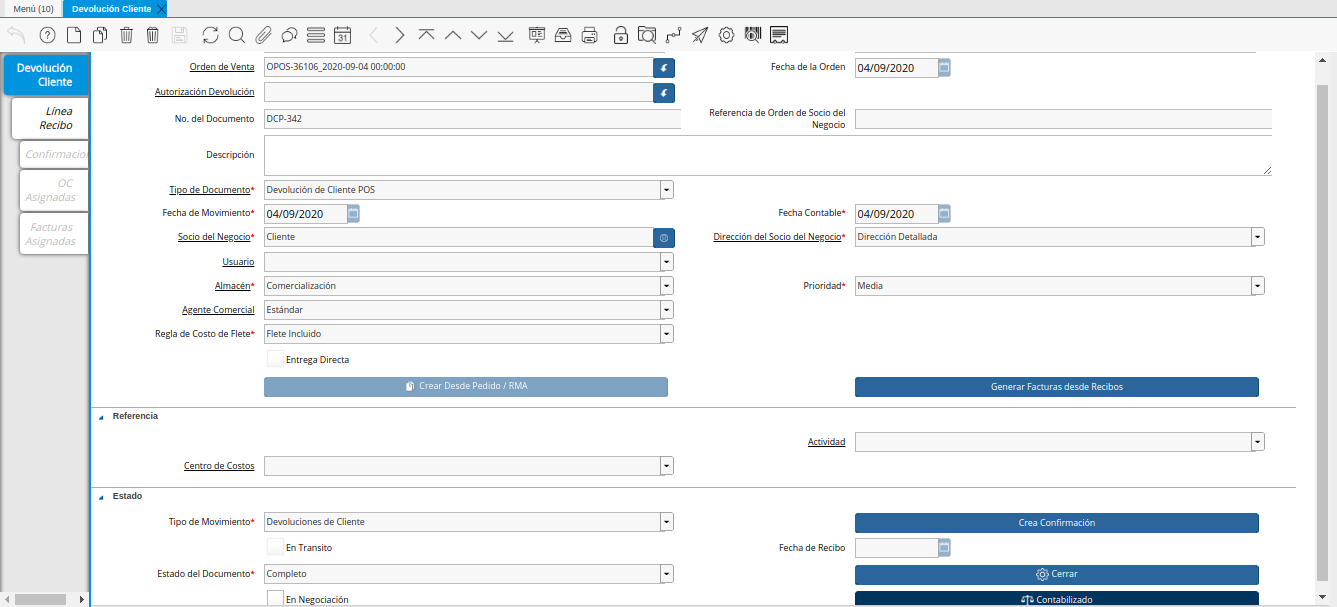 Menú (10)
Devolución Cliente
31
Devolución
Cliente
Línea
Recibo
Confirmacio
OC
Asignadas
Facturas
Asignadas
Orden de Venta
OPOS-36106_2020-09-04 00:00:00
Fecha de la Orden
04/09/2020
Autorización Devolución
No. del Documento
DCP-342
Referencia de Orden de Socio del
Negocio
Descripción
Tipo de Documento*
Devolución de Cliente POS
Fecha de Movimiento*
04/09/2020
Fecha Contable*
04/09/2020
Socio del Negocio*
Cliente
Dirección del Socio del Negocio*
Dirección Detallada
Usuario
Almacén*
Comercialización
Prioridad*
Media
Agente Comercial
Estándar
Regla de Costo de Flete*
Flete Incluido
Entrega Directa
Crear Desde Pedido / RMA
Generar Facturas desde Recibos
Referencia
Actividad
Centro de Costos
Estado
Tipo de Movimiento*
Devoluciones de Cliente
Crea Confirmación
En Transito
Fecha de Recibo
Estado del Documento*
Completo
Cerrar
En Negociación
Contabilizado